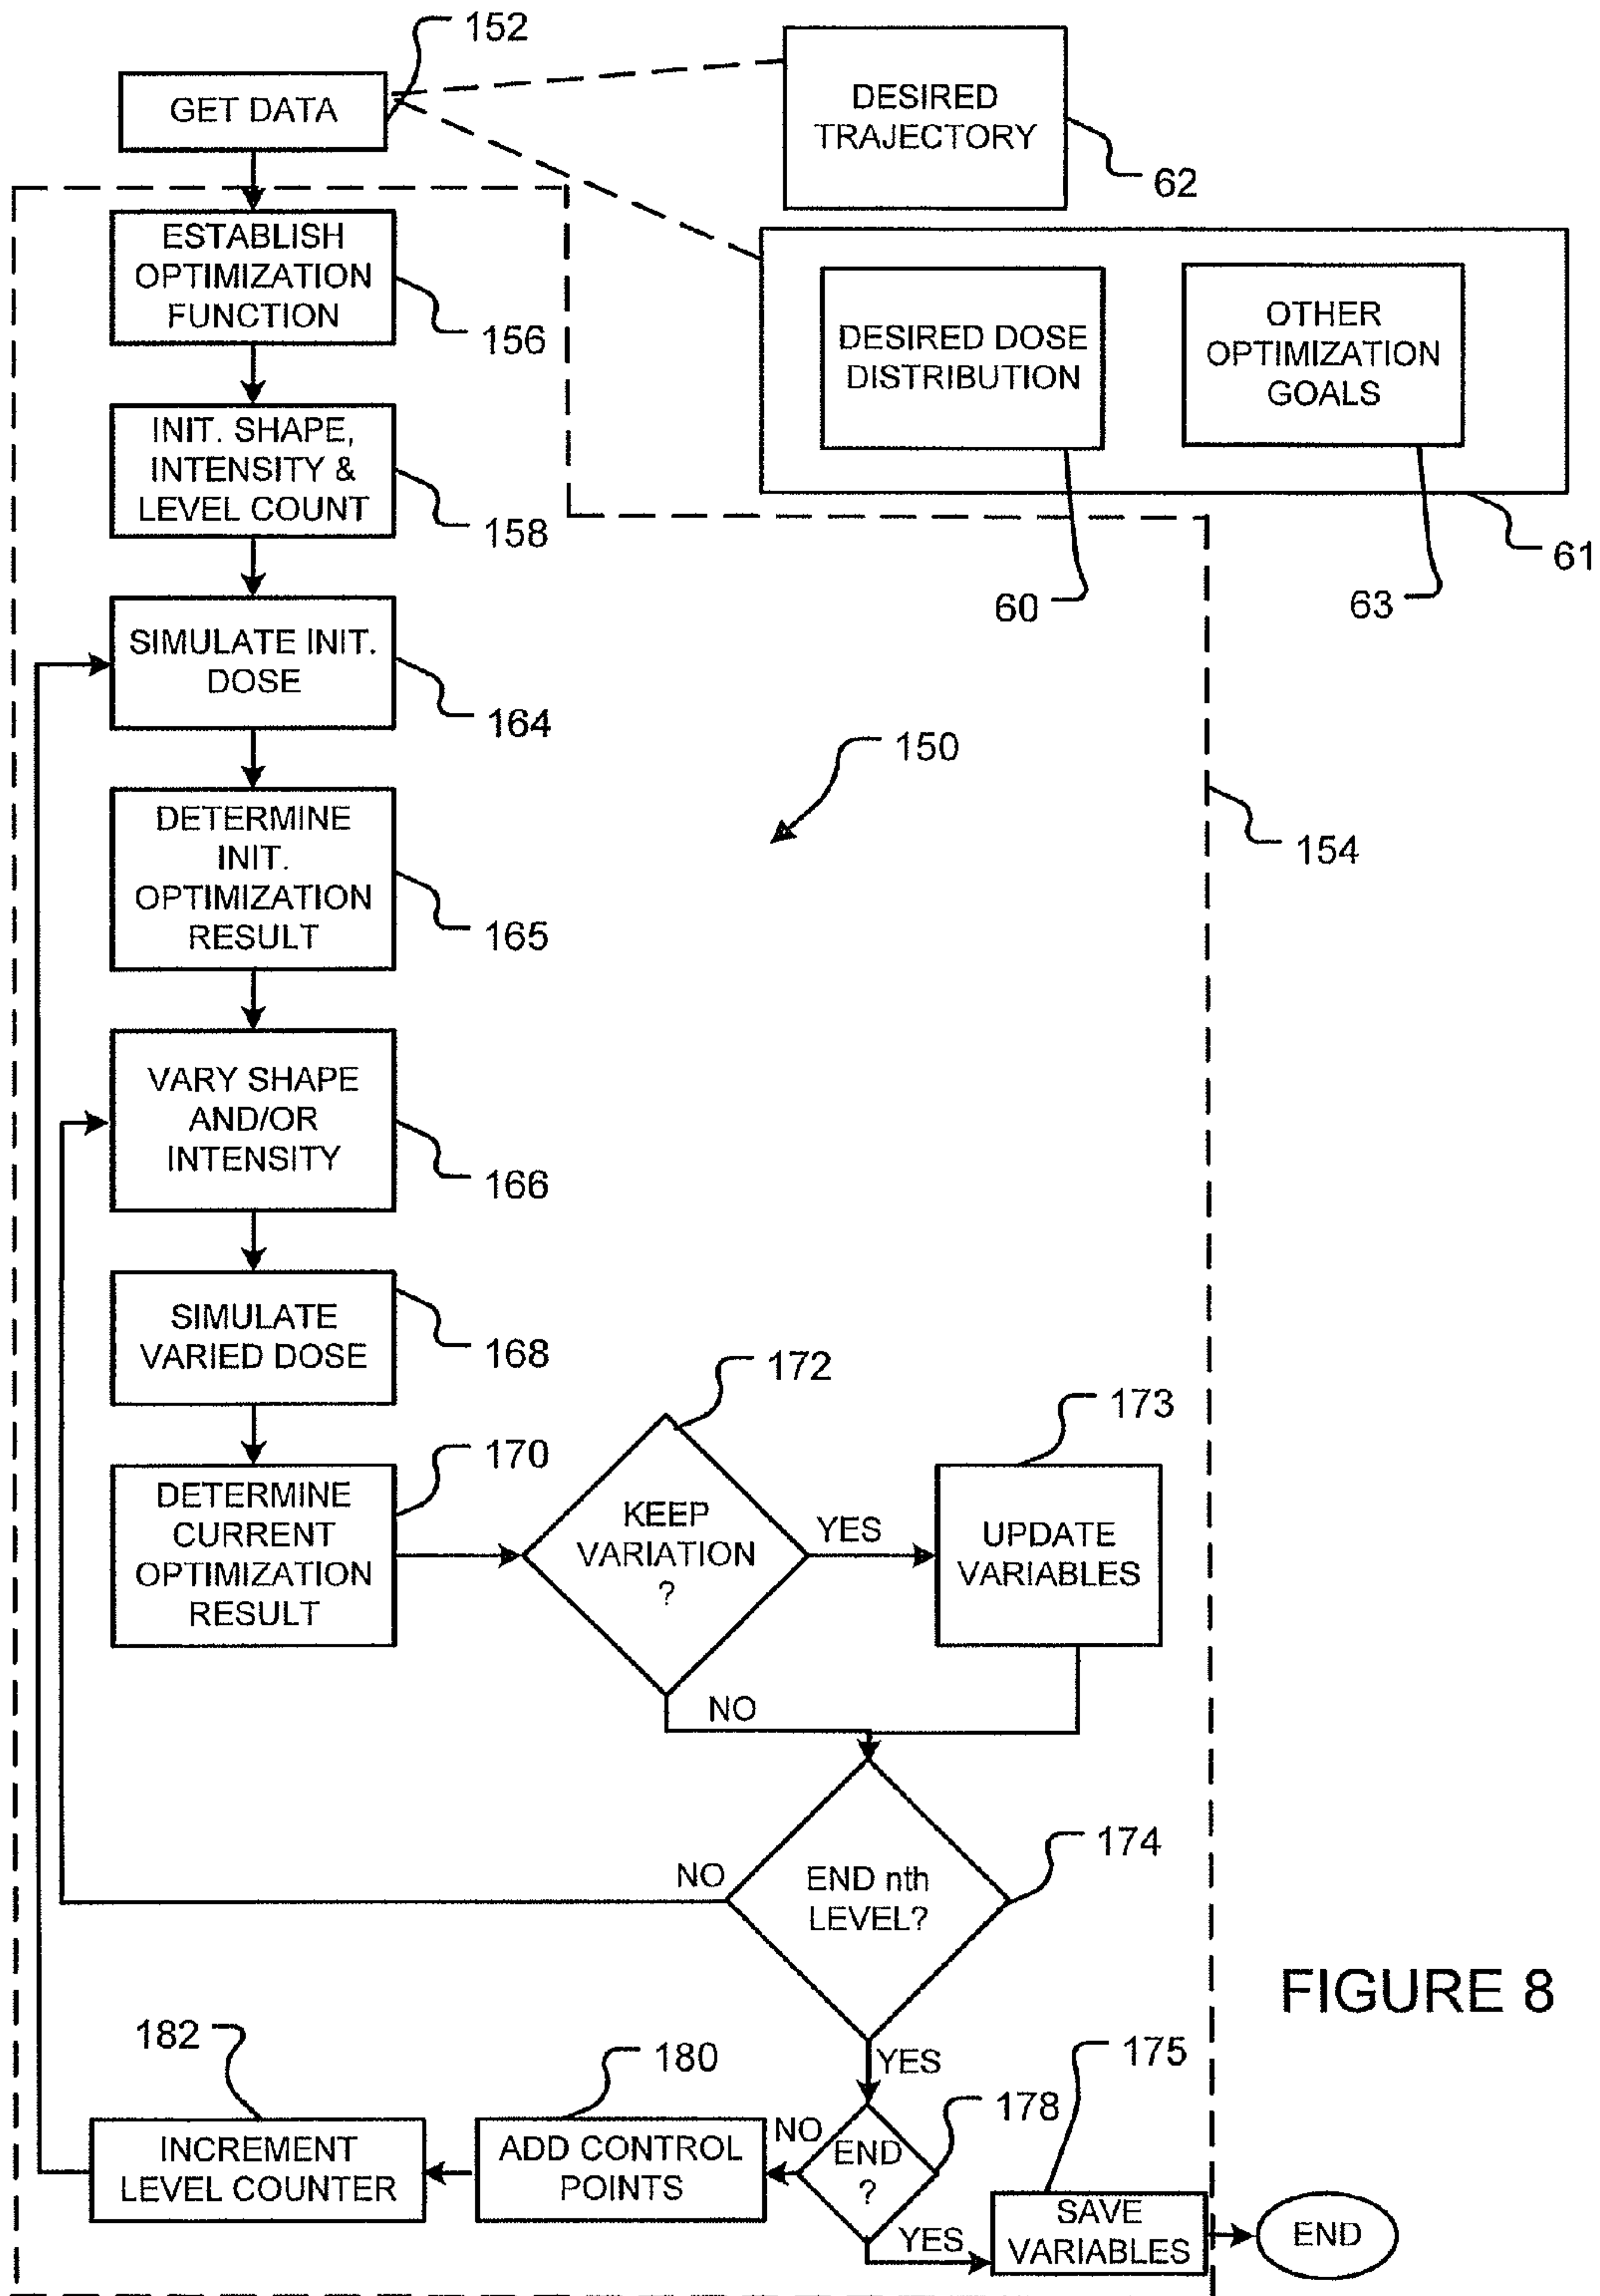 152
GET DATA
DESIRED
TRAJECTORY
62
ESTABLISH
OPTIMIZATION
FUNCTION
156
DESIRED DOSE
DISTRIBUTION
OTHER
OPTIMIZATION
GOALS
INIT. SHAPE,
INTENSITY &
LEVEL COUNT
158
61
60
63
SIMULATE INIT.
DOSE
164
150
DETERMINE
INIT.
OPTIMIZATION
RESULT
165
154
VARY SHAPE
AND/OR
INTENSITY
166
SIMULATE
VARIED DOSE
168
172
173
170
DETERMINE
CURRENT
OPTIMIZATION
RESULT
KEEP
VARIATION
?
YES
UPDATE
VARIABLES
NO
174
NO
END nth
LEVEL?
FIGURE 8
182
180
YES
175
178
INCREMENT
LEVEL COUNTER
ADD CONTROL
POINTS
NO
END
?
YES
SAVE
VARIABLES
END